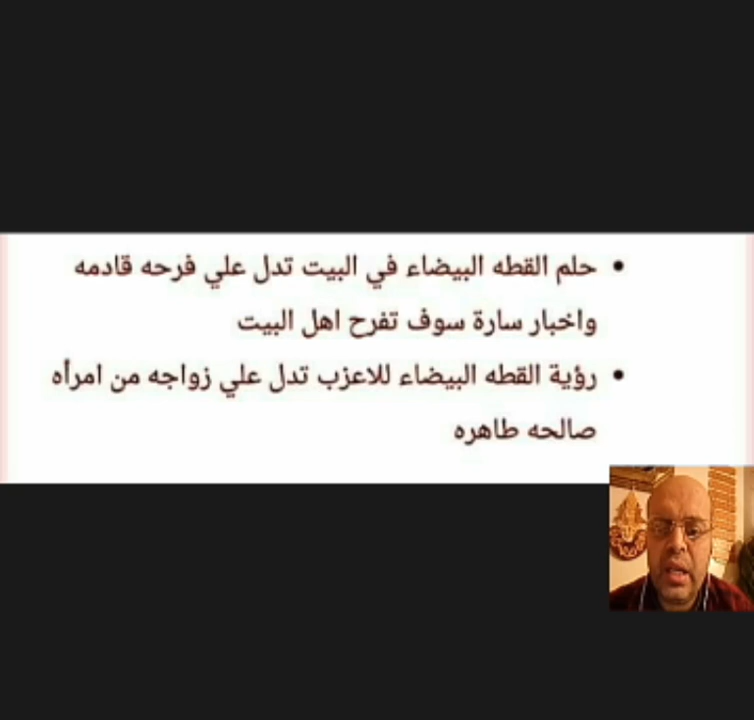 • حلم القطه البيضاء في البيت تدل علي فرحه قادمه
واخبار سارة سوف تفرح اهل البيت
• رؤية القطه البيضاء للاعزب تدل علي زواجه من امرأه
صالحه طاهره